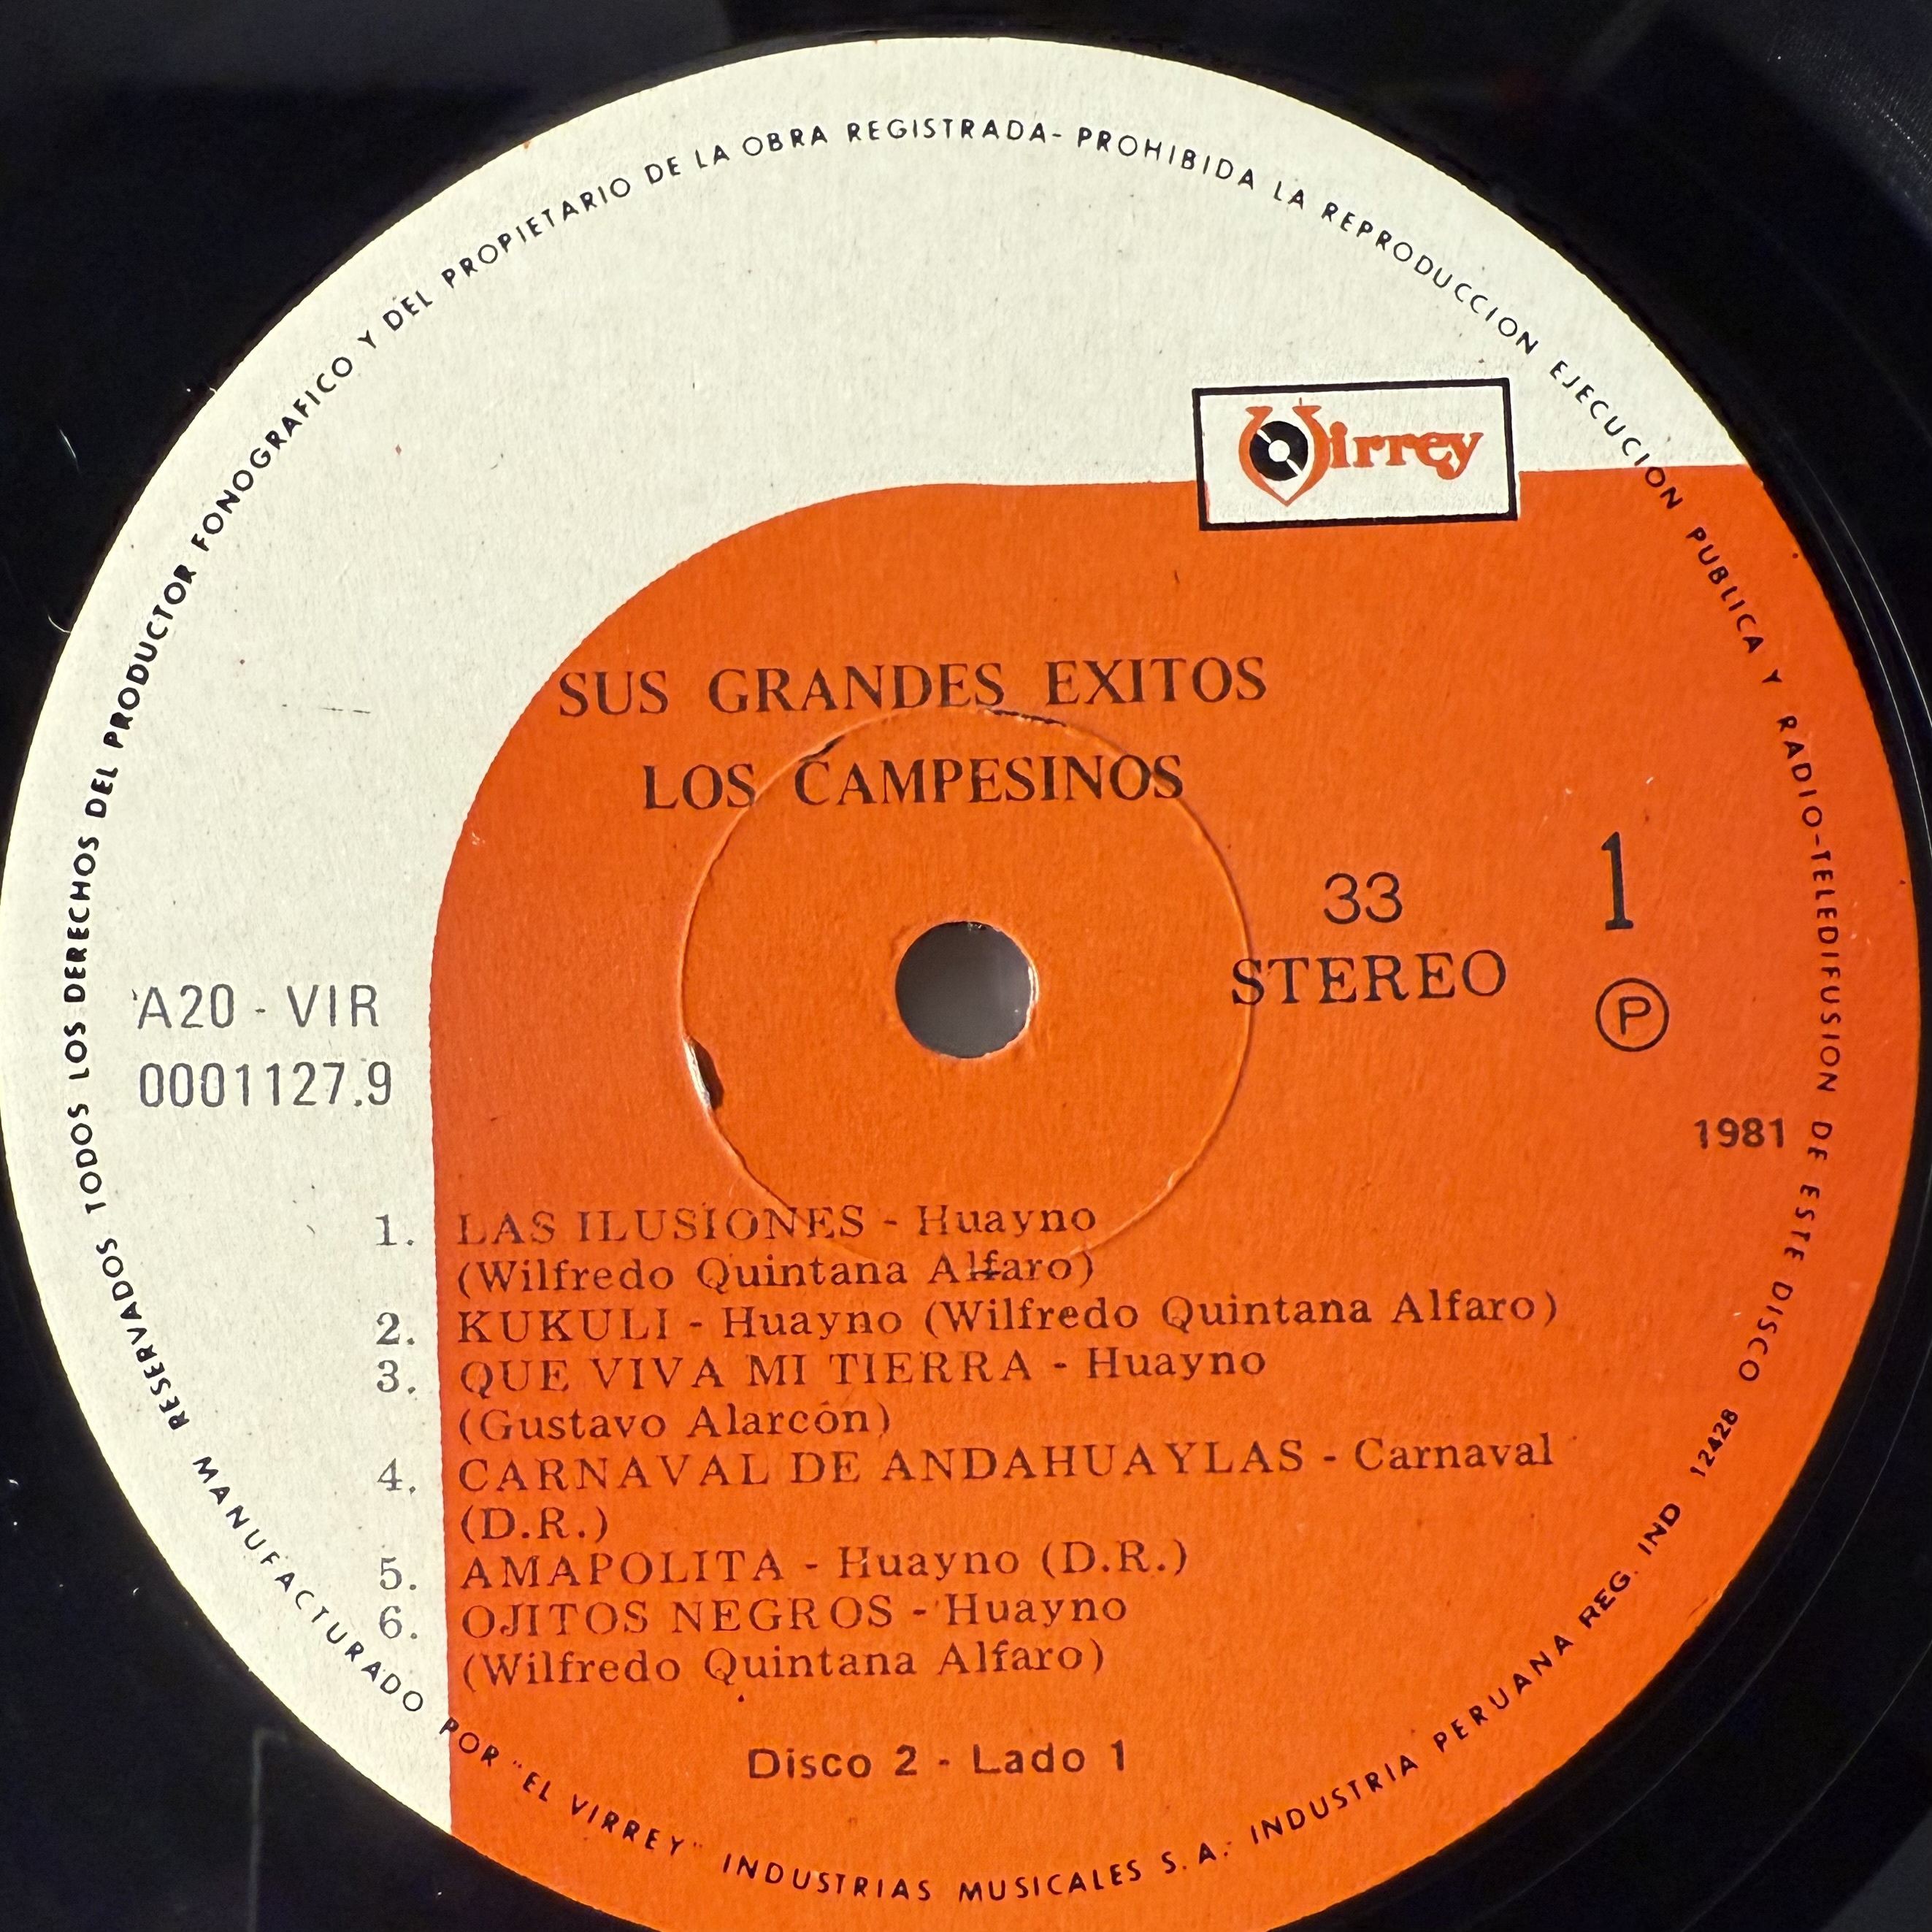 TODOS LOS DERECHOS DEL PRODUCTOR FONOGRAFICO Y DEL PROPIETARIO DE LA OBRA REGISTRADA- PROHIBIDA LA REPRODUCCION EJECUCION PUBLICA Y RADIO-TELEDIFUSION DE ESTE DISCO
RESERVADOS
Virrey
SUS GRANDES EXITOS
LOS CAMPESINOS
33
STEREO
1
Ⓟ
1981
A20 - VIR
0001127.9
1. LAS ILUSIONES - Huayno
(Wilfredo Quintana Alfaro)
2. KUKULI - Huayno (Wilfredo Quintana Alfaro)
3. QUE VIVA MI TIERRA - Huayno
(Gustavo Alarcón)
4. CARNAVAL DE ANDAHUAYLAS - Carnaval
(D.R.)
5. AMAPOLITA - Huayno (D.R.)
6. OJITOS NEGROS - Huayno
(Wilfredo Quintana Alfaro)
Disco 2 - Lado 1
MANUFACTURADO POR "EL VIRREY" INDUSTRIAS MUSICALES S.A.- INDUSTRIA PERUANA REG. IND 12428